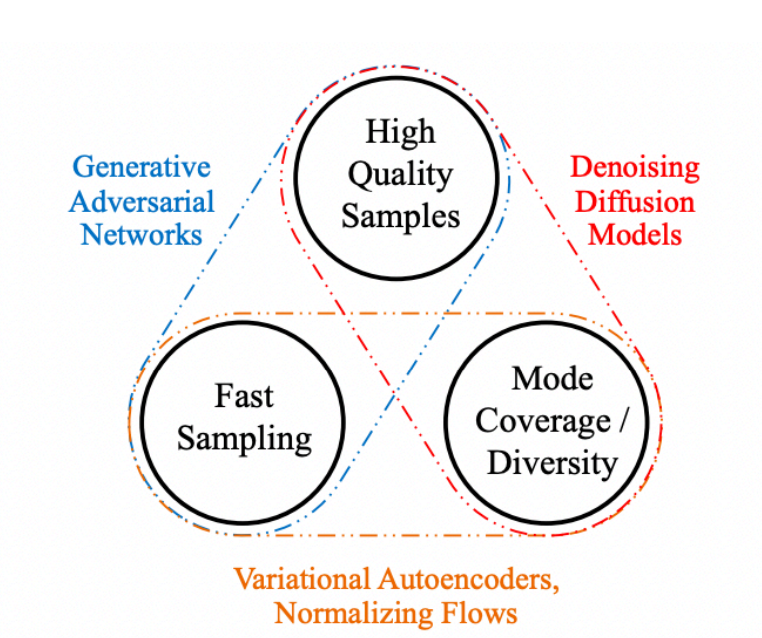 High
Quality
Samples
Generative
Adversarial
Networks
Denoising
Diffusion
Models
Fast
Sampling
Mode
Coverage /
Diversity
Variational Autoencoders,
Normalizing Flows